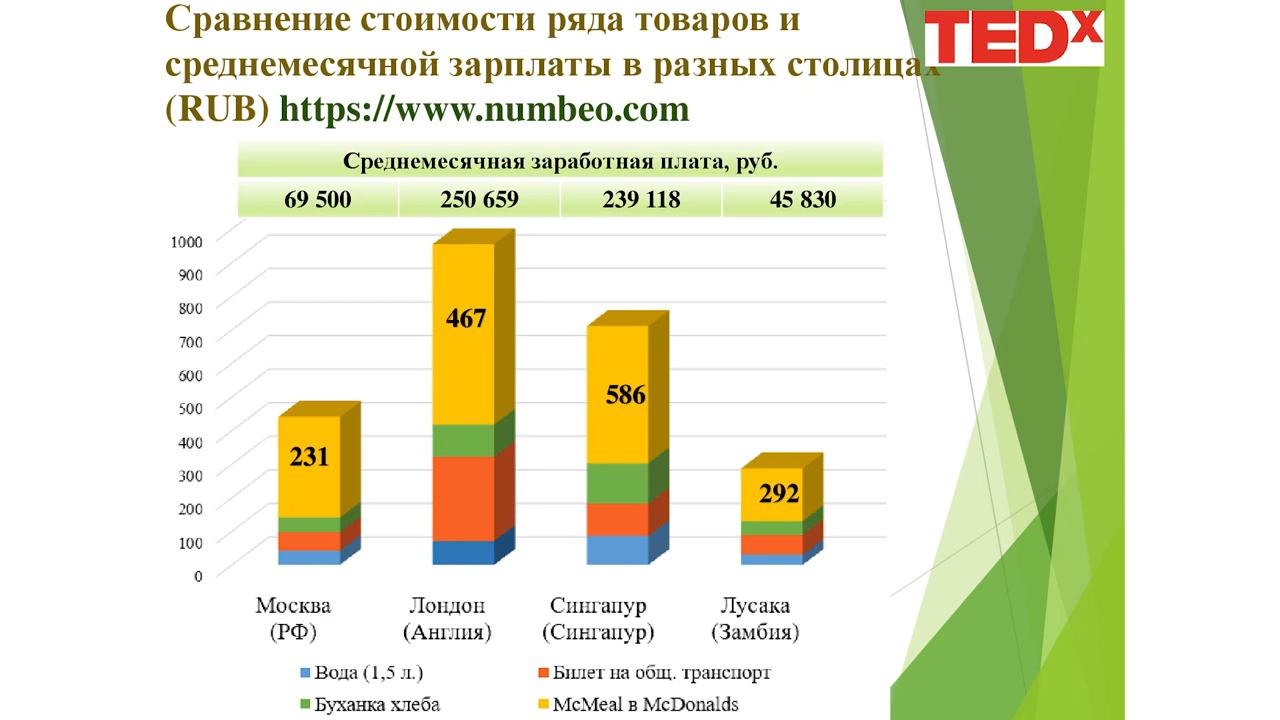 Сравнение стоимости ряда товаров и
среднемесячной зарплаты в разных столицах
(RUB) https://www.numbeo.com
TEDx
Среднемесячная заработная плата, руб.
69 500 250 659 239 118 45 830
1000
900
800
700
600
500
400
300
200
100
0
231
467
586
292
Москва
(РФ)
Лондон
(Англия)
Сингапур
(Сингапур)
Лусака
(Замбия)
Вода (1,5 л.)
Билет на общ. транспорт
Буханка хлеба
McMeal в McDonalds